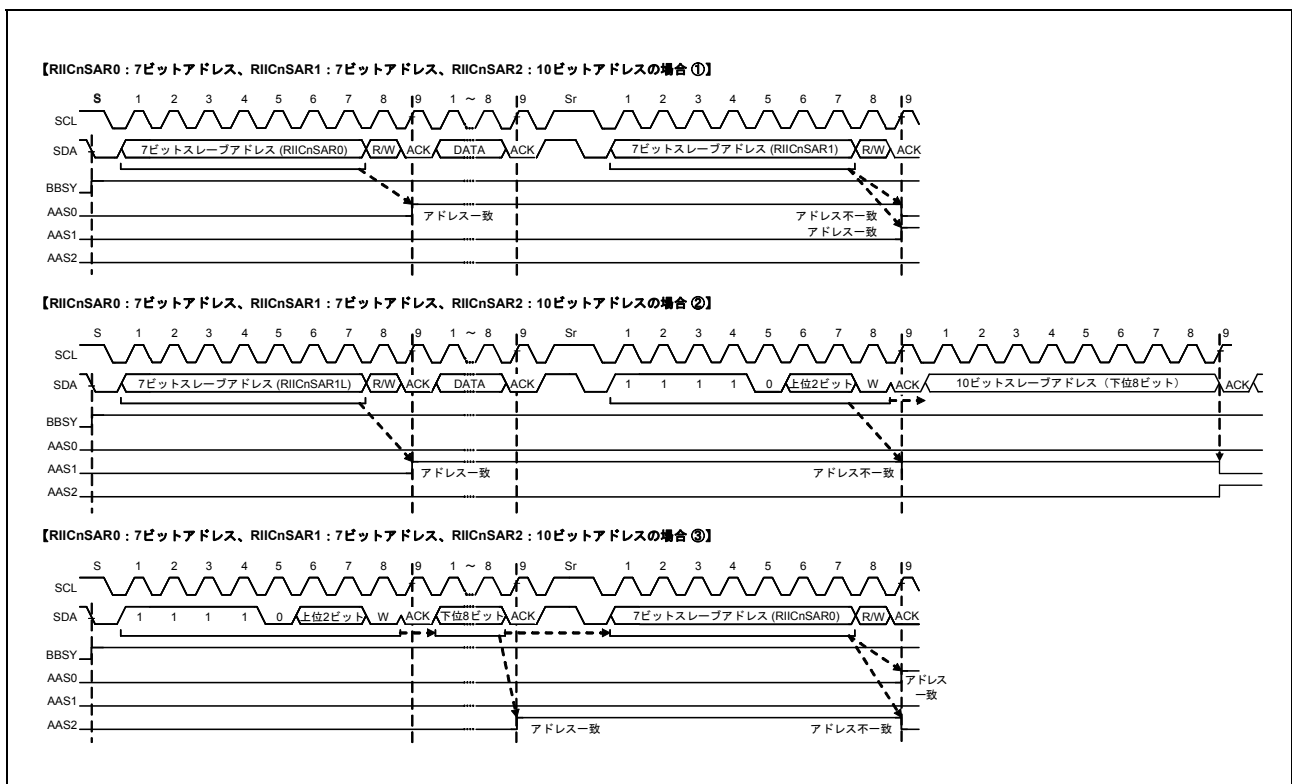 【RIICnSAR0：7ビットアドレス、RIICnSAR1：7ビットアドレス、RIICnSAR2：10ビットアドレスの場合 ①】
S 1 2 3 4 5 6 7 8 9 1 ～ 8 9 Sr 1 2 3 4 5 6 7 8 9
SCL
SDA 7ビットスレーブアドレス (RIICnSAR0) R/W ACK DATA ACK 7ビットスレーブアドレス (RIICnSAR1) R/W ACK
BBSY
AAS0 アドレス一致 アドレス不一致
アドレス一致
AAS1
AAS2
【RIICnSAR0：7ビットアドレス、RIICnSAR1：7ビットアドレス、RIICnSAR2：10ビットアドレスの場合 ②】
S 1 2 3 4 5 6 7 8 9 1 ～ 8 9 Sr 1 2 3 4 5 6 7 8 9 1 2 3 4 5 6 7 8 9
SCL
SDA 7ビットスレーブアドレス (RIICnSAR1L) R/W ACK DATA ACK 1 1 1 1 0 上位2ビット W ACK 10ビットスレーブアドレス（下位8ビット） ACK
BBSY
AAS0
AAS1 アドレス一致 アドレス不一致
AAS2
【RIICnSAR0：7ビットアドレス、RIICnSAR1：7ビットアドレス、RIICnSAR2：10ビットアドレスの場合 ③】
S 1 2 3 4 5 6 7 8 9 1 ～ 8 9 Sr 1 2 3 4 5 6 7 8 9
SCL
SDA 1 1 1 1 0 上位2ビット W ACK 下位8ビット ACK 7ビットスレーブアドレス (RIICnSAR0) R/W ACK
BBSY
AAS0 アドレス
一致
AAS1
AAS2 アドレス一致 アドレス不一致